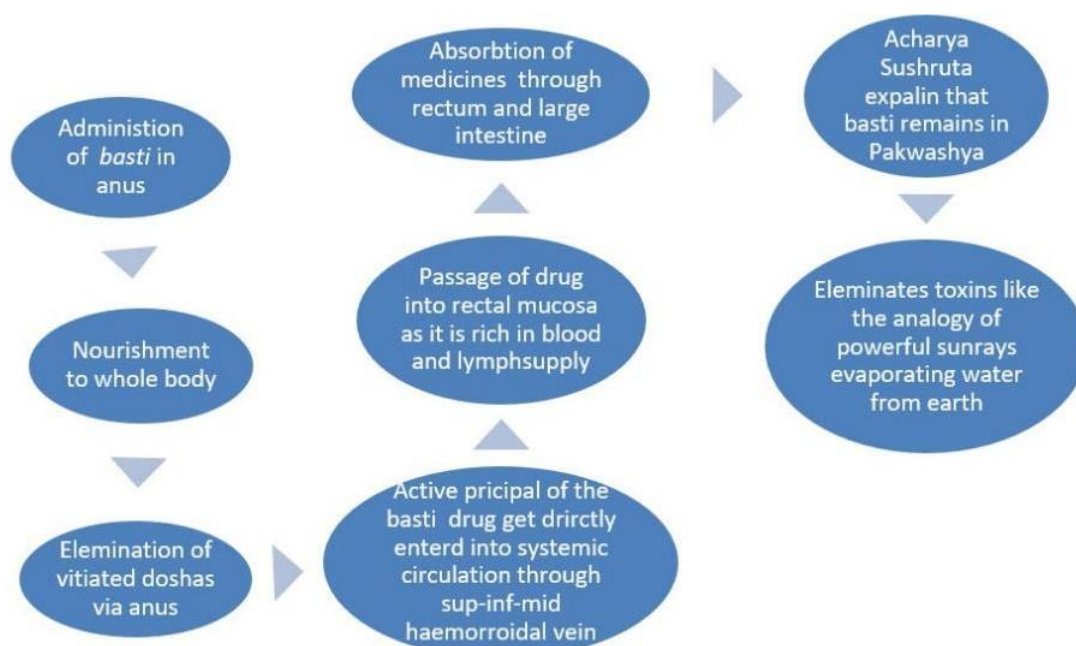 Administion
of basti in
anus
Nourishment
to whole body
Elemination of
vitiated doshas
via anus
Active pricipal of the
basti drug get drirctly
enterd into systemic
circulation through
sup-inf-mid
haemorroidal vein
Passage of drug
into rectal mucosa
as it is rich in blood
and lymphsupply
Absorbtion of
medicines through
rectum and large
intestine
Acharya
Sushruta
expalin that
basti remains in
Pakwashya
Eleminates toxins like
the analogy of
powerful sunrays
evaporating water
from earth